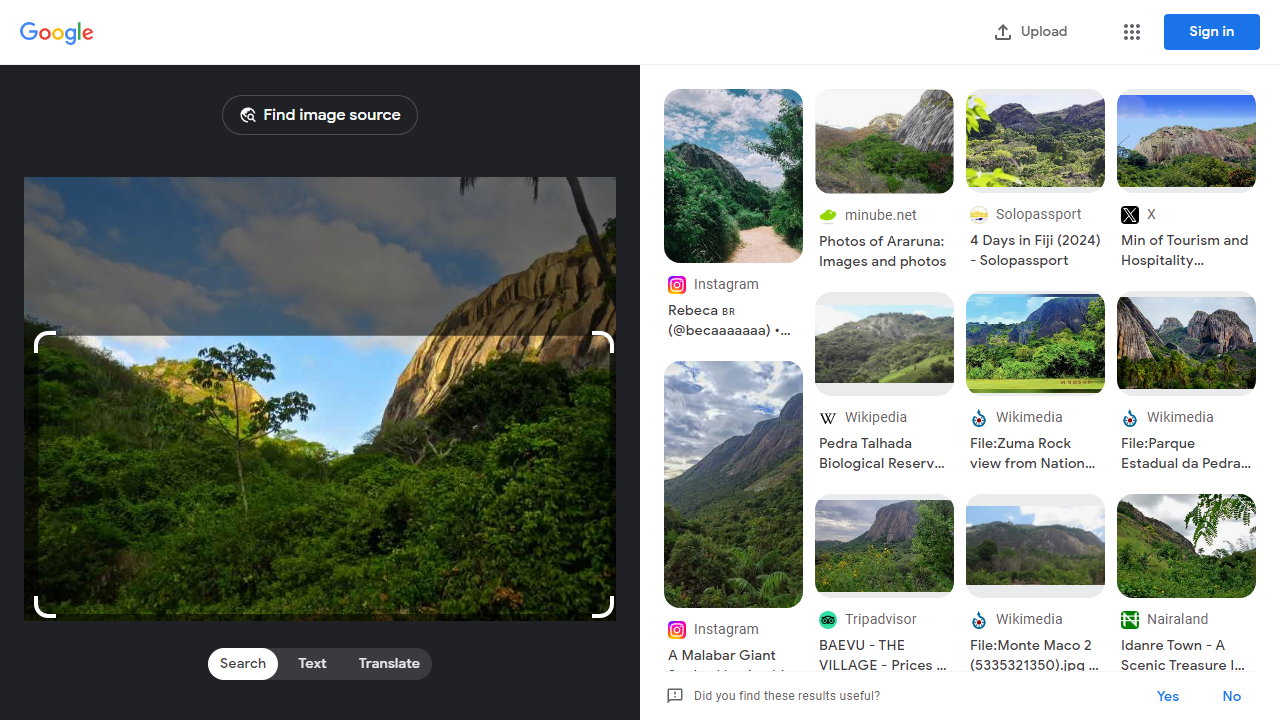 Google
Upload
Sign in
Find image source
Search
Text
Translate
Instagram
Rebeca BR
(@becaaaaaaa) •...
Instagram
A Malabar Giant
minube.net
Photos of Araruna:
Images and photos
Wikipedia
Pedra Talhada
Biological Reserv...
Tripadvisor
BAEVU - THE
VILLAGE - Prices ...
Solopassport
4 Days in Fiji (2024)
- Solopassport
Wikimedia
File:Zuma Rock
view from Nation...
Wikimedia
File:Monte Maco 2
(5335321350).jpg ...
X
Min of Tourism and
Hospitality...
Wikimedia
File:Parque
Estadual da Pedra...
Nairaland
Idanre Town - A
Scenic Treasure I...
Did you find these results useful?
Yes
No